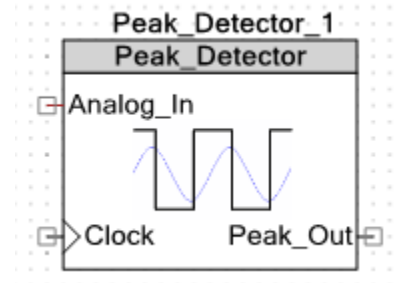 Peak_Detector_1
Peak_Detector
Analog_In
Clock
Peak_Out